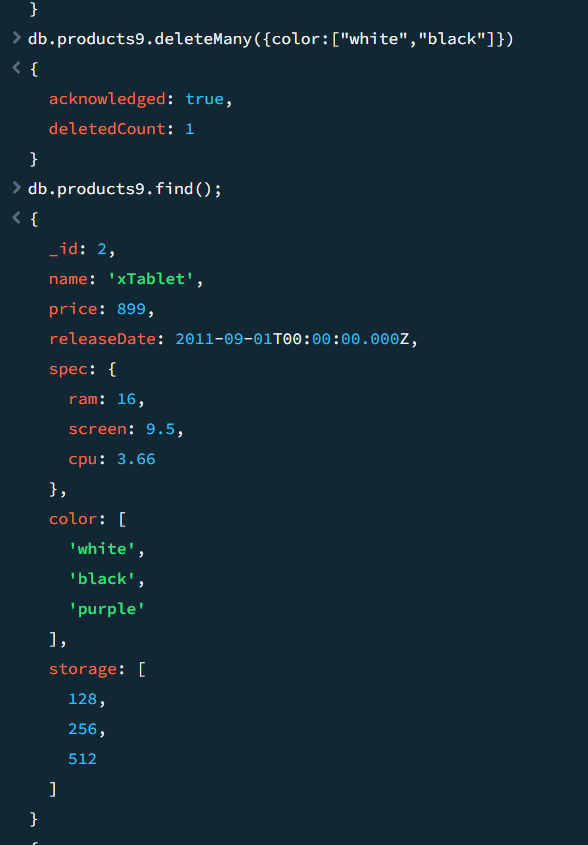 }
> db.products9.deleteMany({color:["white","black"]})
< {
acknowledged: true,
deletedCount: 1
}
> db.products9.find();
< {
_id: 2,
name: 'xTablet',
price: 899,
releaseDate: 2011-09-01T00:00:00.000Z,
spec: {
ram: 16,
screen: 9.5,
cpu: 3.66
},
color: [
'white',
'black',
'purple'
],
storage: [
128,
256,
512
]
}